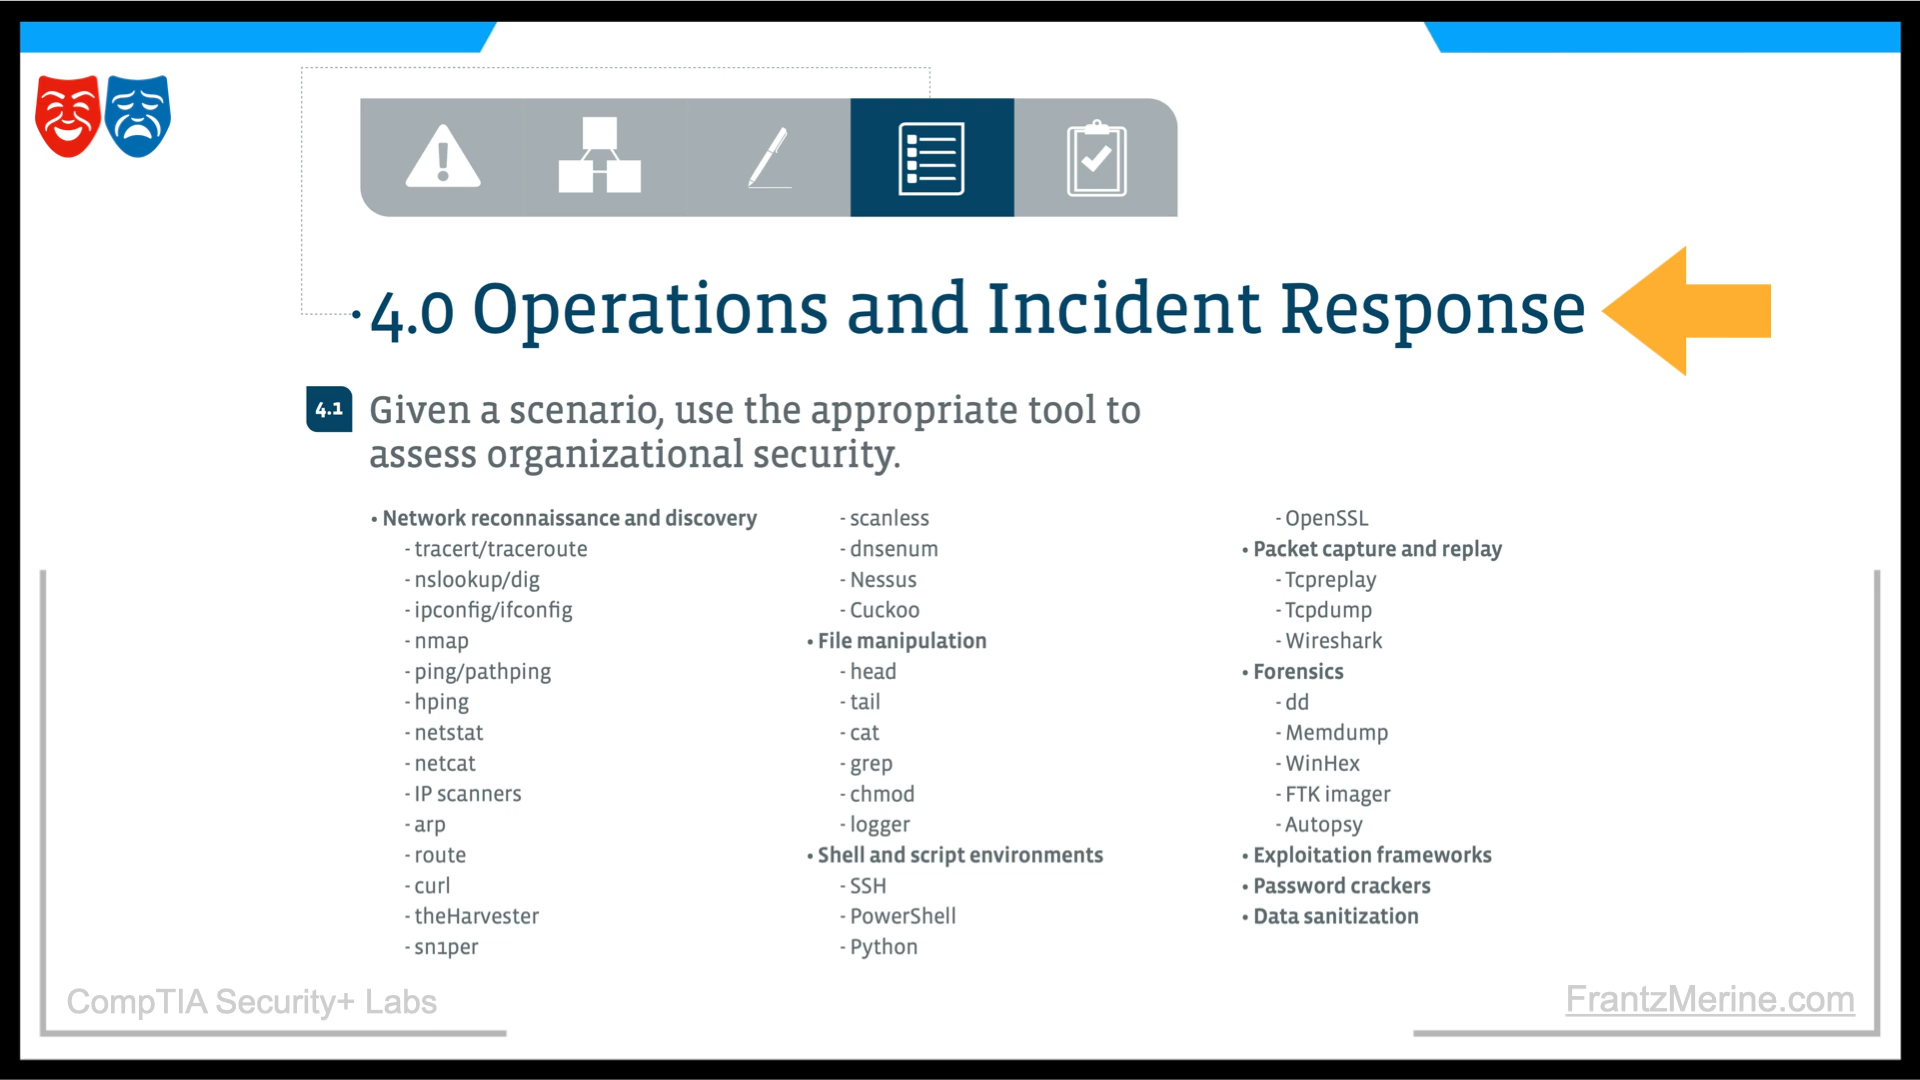 4.0 Operations and Incident Response
4.1
Given a scenario, use the appropriate tool to
assess organizational security.
• Network reconnaissance and discovery
- tracert/traceroute
- nslookup/dig
- ipconfig/ifconfig
- nmap
- ping/pathping
- hping
- netstat
- netcat
- IP scanners
- arp
- route
- curl
- theHarvester
- sn1per
- scanless
- dnsenum
- Nessus
- Cuckoo
• File manipulation
- head
- tail
- cat
- grep
- chmod
- logger
• Shell and script environments
- SSH
- PowerShell
- Python
- OpenSSL
• Packet capture and replay
- Tcpreplay
- Tcpdump
- Wireshark
• Forensics
- dd
- Memdump
- WinHex
- FTK imager
- Autopsy
• Exploitation frameworks
• Password crackers
• Data sanitization
CompTIA Security+ Labs
FrantzMerine.com